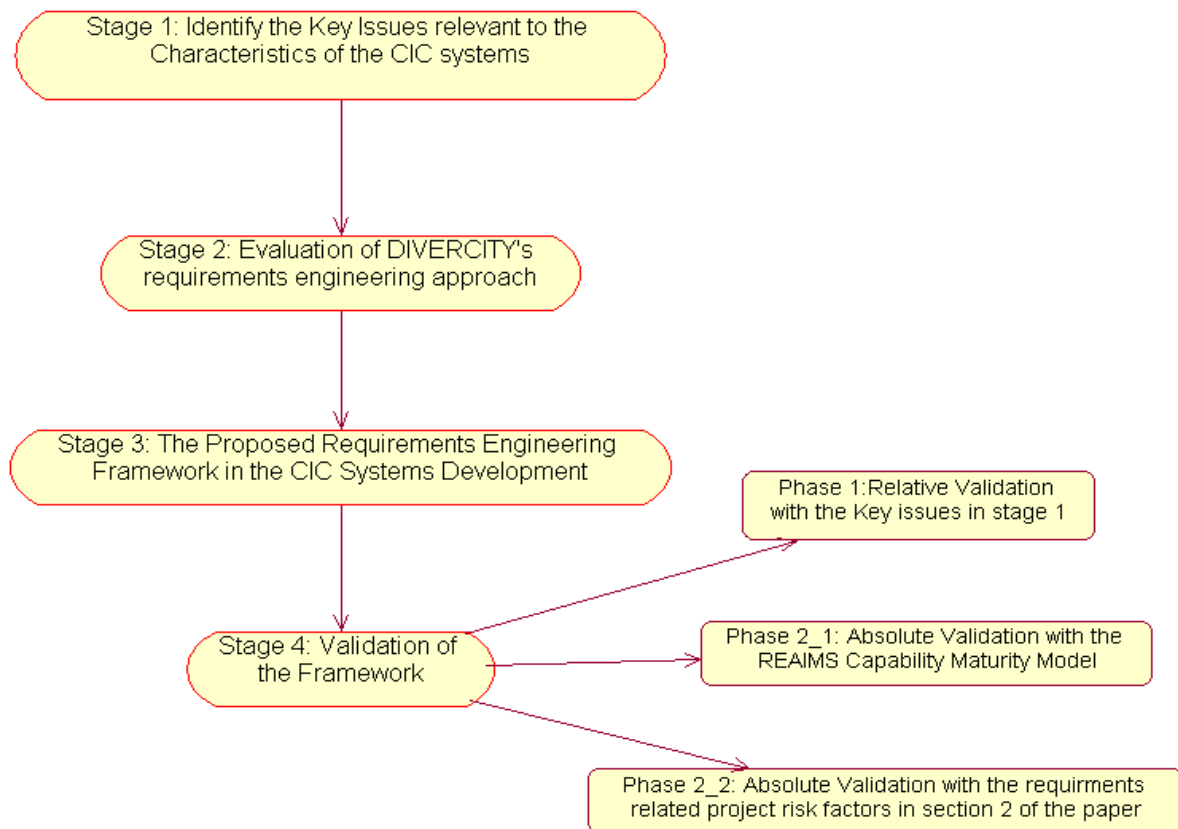 Stage 1: Identify the Key Issues relevant to the
Characteristics of the CIC systems
Stage 2: Evaluation of DIVERCITY's
requirements engineering approach
Stage 3: The Proposed Requirements Engineering
Framework in the CIC Systems Development
Phase 1:Relative Validation
with the Key issues in stage 1
Stage 4: Validation of
the Framework
Phase 2_1: Absolute Validation with the
REAIMS Capability Maturity Model
Phase 2_2: Absolute Validation with the requirments
related project risk factors in section 2 of the paper